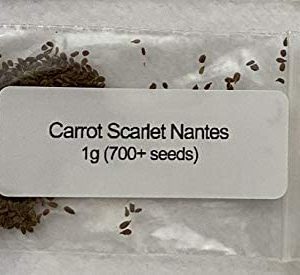 Carrot Scarlet Nantes
1g (700+ seeds)